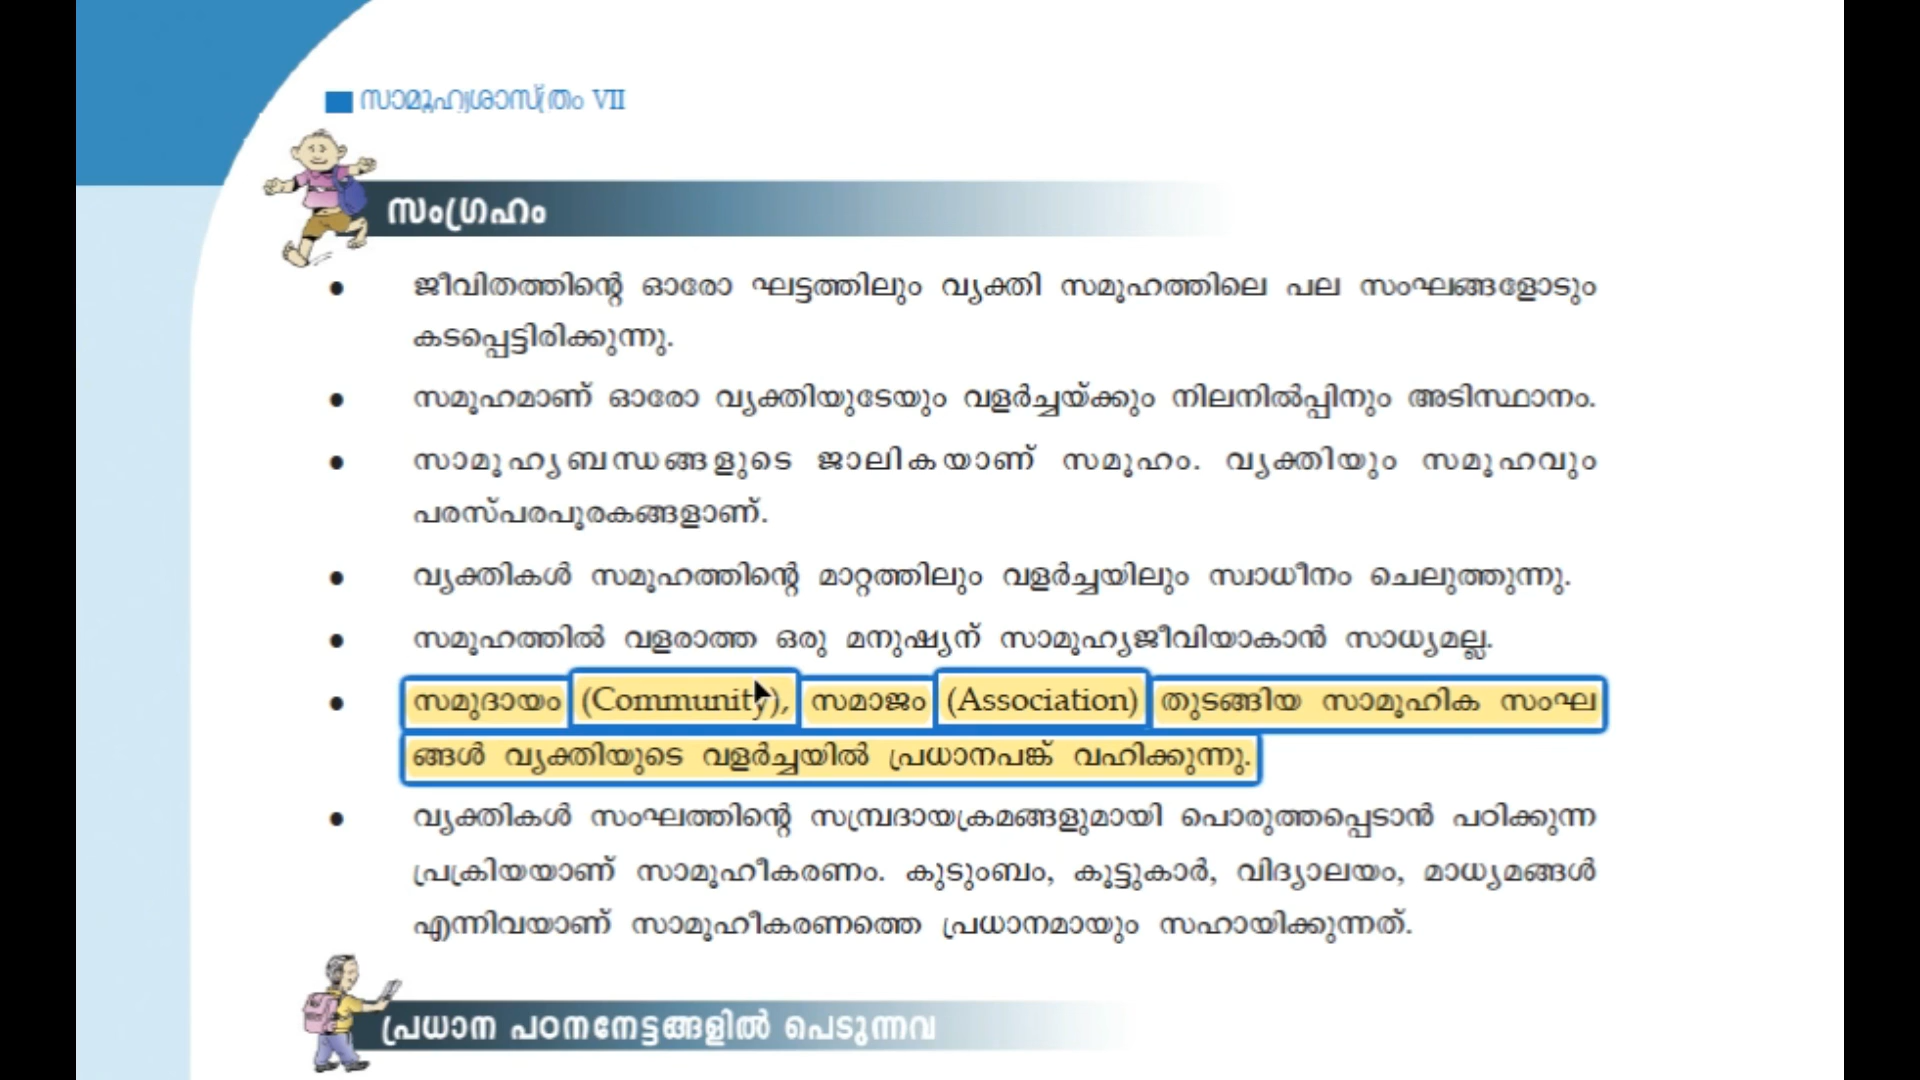 സാമൂഹ്യശാസ്ത്രം VII
സംഗ്രഹം
● ജീവിതത്തിന്റെ ഓരോ ഘട്ടത്തിലും വ്യക്തി സമൂഹത്തിലെ പല സംഘങ്ങളോടും
കടപ്പെട്ടിരിക്കുന്നു.
● സമൂഹമാണ് ഓരോ വ്യക്തിയുടേയും വളർച്ചയ്ക്കും നിലനിൽപ്പിനും അടിസ്ഥാനം.
● സാമൂഹ്യബന്ധങ്ങളുടെ ജാലികയാണ് സമൂഹം. വ്യക്തിയും സമൂഹവും
പരസ്പരപൂരകങ്ങളാണ്.
● വ്യക്തികൾ സമൂഹത്തിന്റെ മാറ്റത്തിലും വളർച്ചയിലും സ്വാധീനം ചെലുത്തുന്നു.
● സമൂഹത്തിൽ വളരാത്ത ഒരു മനുഷ്യന് സാമൂഹ്യജീവിയാകാൻ സാധ്യമല്ല.
● സമുദായം (Community), സമാജം (Association) തുടങ്ങിയ സാമൂഹിക സംഘ
ങ്ങൾ വ്യക്തിയുടെ വളർച്ചയിൽ പ്രധാനപങ്ക് വഹിക്കുന്നു.
● വ്യക്തികൾ സംഘത്തിന്റെ സമ്പ്രദായക്രമങ്ങളുമായി പൊരുത്തപ്പെടാൻ പഠിക്കുന്ന
പ്രക്രിയയാണ് സാമൂഹീകരണം. കുടുംബം, കൂട്ടുകാർ, വിദ്യാലയം, മാധ്യമങ്ങൾ
എന്നിവയാണ് സാമൂഹീകരണത്തെ പ്രധാനമായും സഹായിക്കുന്നത്.
പ്രധാന പഠനനേട്ടങ്ങളിൽ പെടുന്നവ